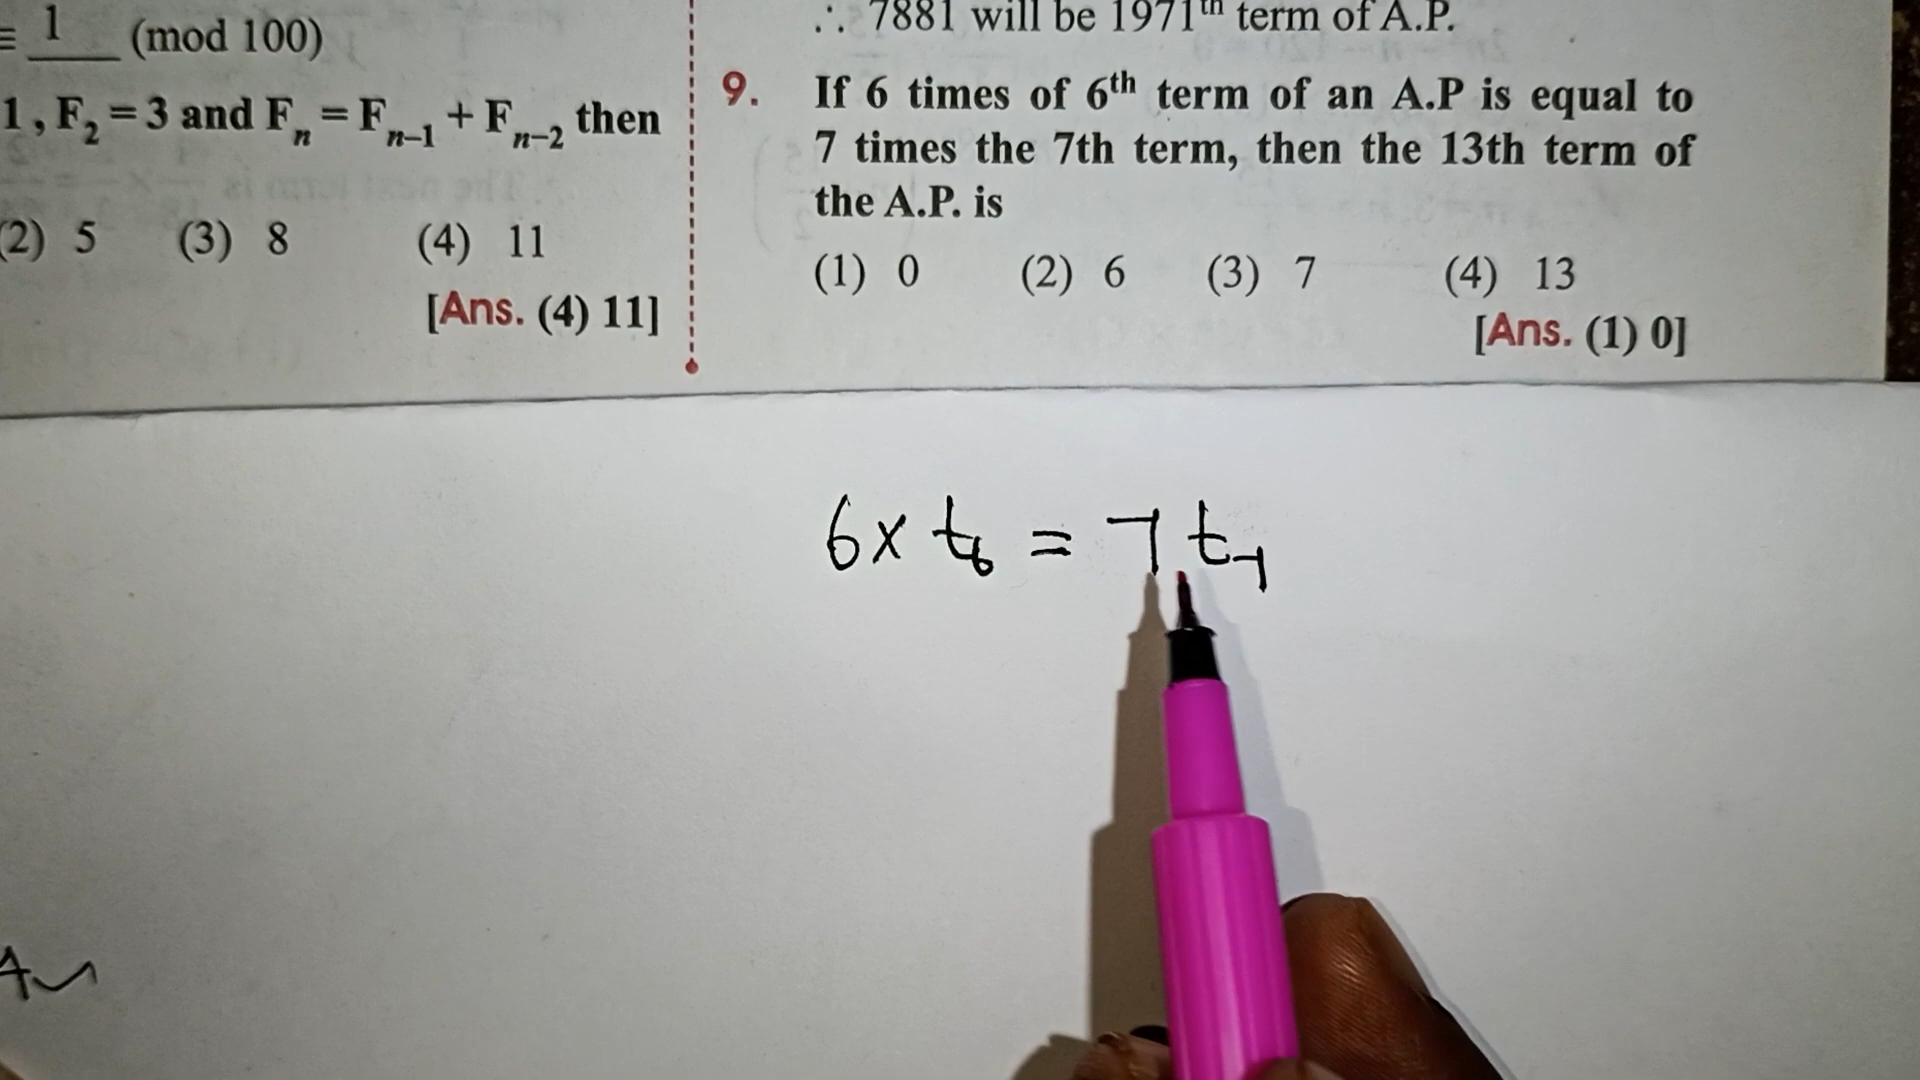 ≡ 1 (mod 100)
1, F₂ = 3 and Fₙ = Fₙ₋₁ + Fₙ₋₂ then
(2) 5 (3) 8 (4) 11
[Ans. (4) 11]
∴ 7881 will be 1971ᵗʰ term of A.P.
9. If 6 times of 6ᵗʰ term of an A.P is equal to
7 times the 7th term, then the 13th term of
the A.P. is
(1) 0 (2) 6 (3) 7 (4) 13
[Ans. (1) 0]
6 × t₆ = 7 t₇